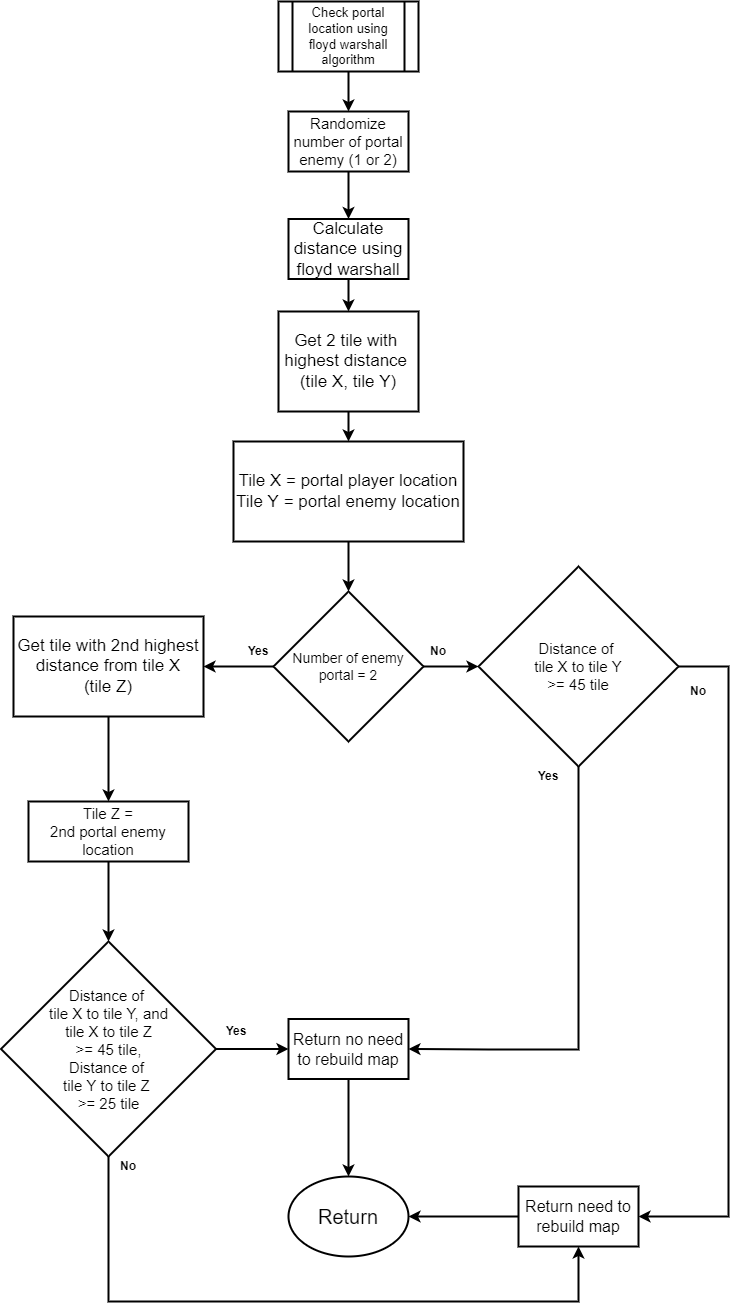 Check portal
location using
floyd warshall
algorithm
Randomize
number of portal
enemy (1 or 2)
Calculate
distance using
floyd warshall
Get 2 tile with
highest distance
(tile X, tile Y)
Tile X = portal player location
Tile Y = portal enemy location
Number of enemy
portal = 2
Yes
No
Get tile with 2nd highest
distance from tile X
(tile Z)
Distance of
tile X to tile Y
>= 45 tile
No
Yes
Tile Z =
2nd portal enemy
location
Distance of
tile X to tile Y, and
tile X to tile Z
>= 45 tile,
Distance of
tile Y to tile Z
>= 25 tile
Yes
No
Return no need
to rebuild map
Return
Return need to
rebuild map